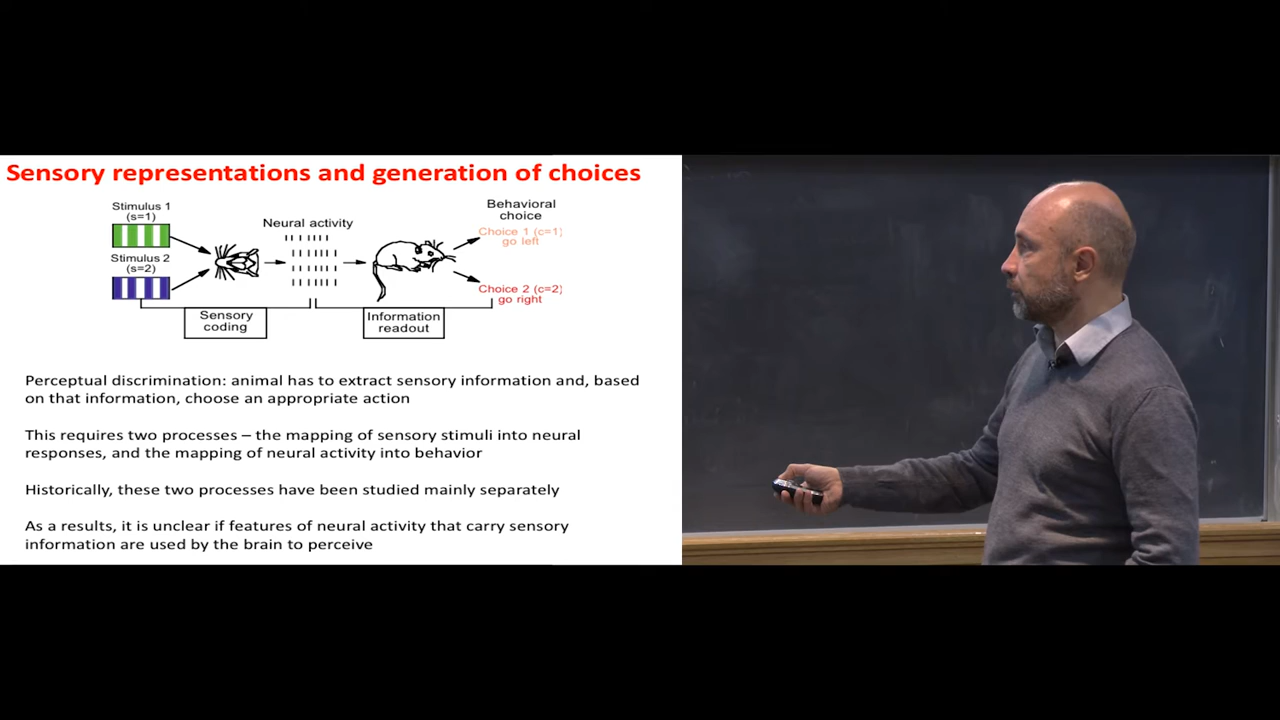 Sensory representations and generation of choices
Stimulus 1
(s=1)
Stimulus 2
(s=2)
Neural activity
Behavioral
choice
Choice 1 (c=1)
go left
Choice 2 (c=2)
go right
Sensory
coding
Information
readout
Perceptual discrimination: animal has to extract sensory information and, based
on that information, choose an appropriate action
This requires two processes – the mapping of sensory stimuli into neural
responses, and the mapping of neural activity into behavior
Historically, these two processes have been studied mainly separately
As a results, it is unclear if features of neural activity that carry sensory
information are used by the brain to perceive